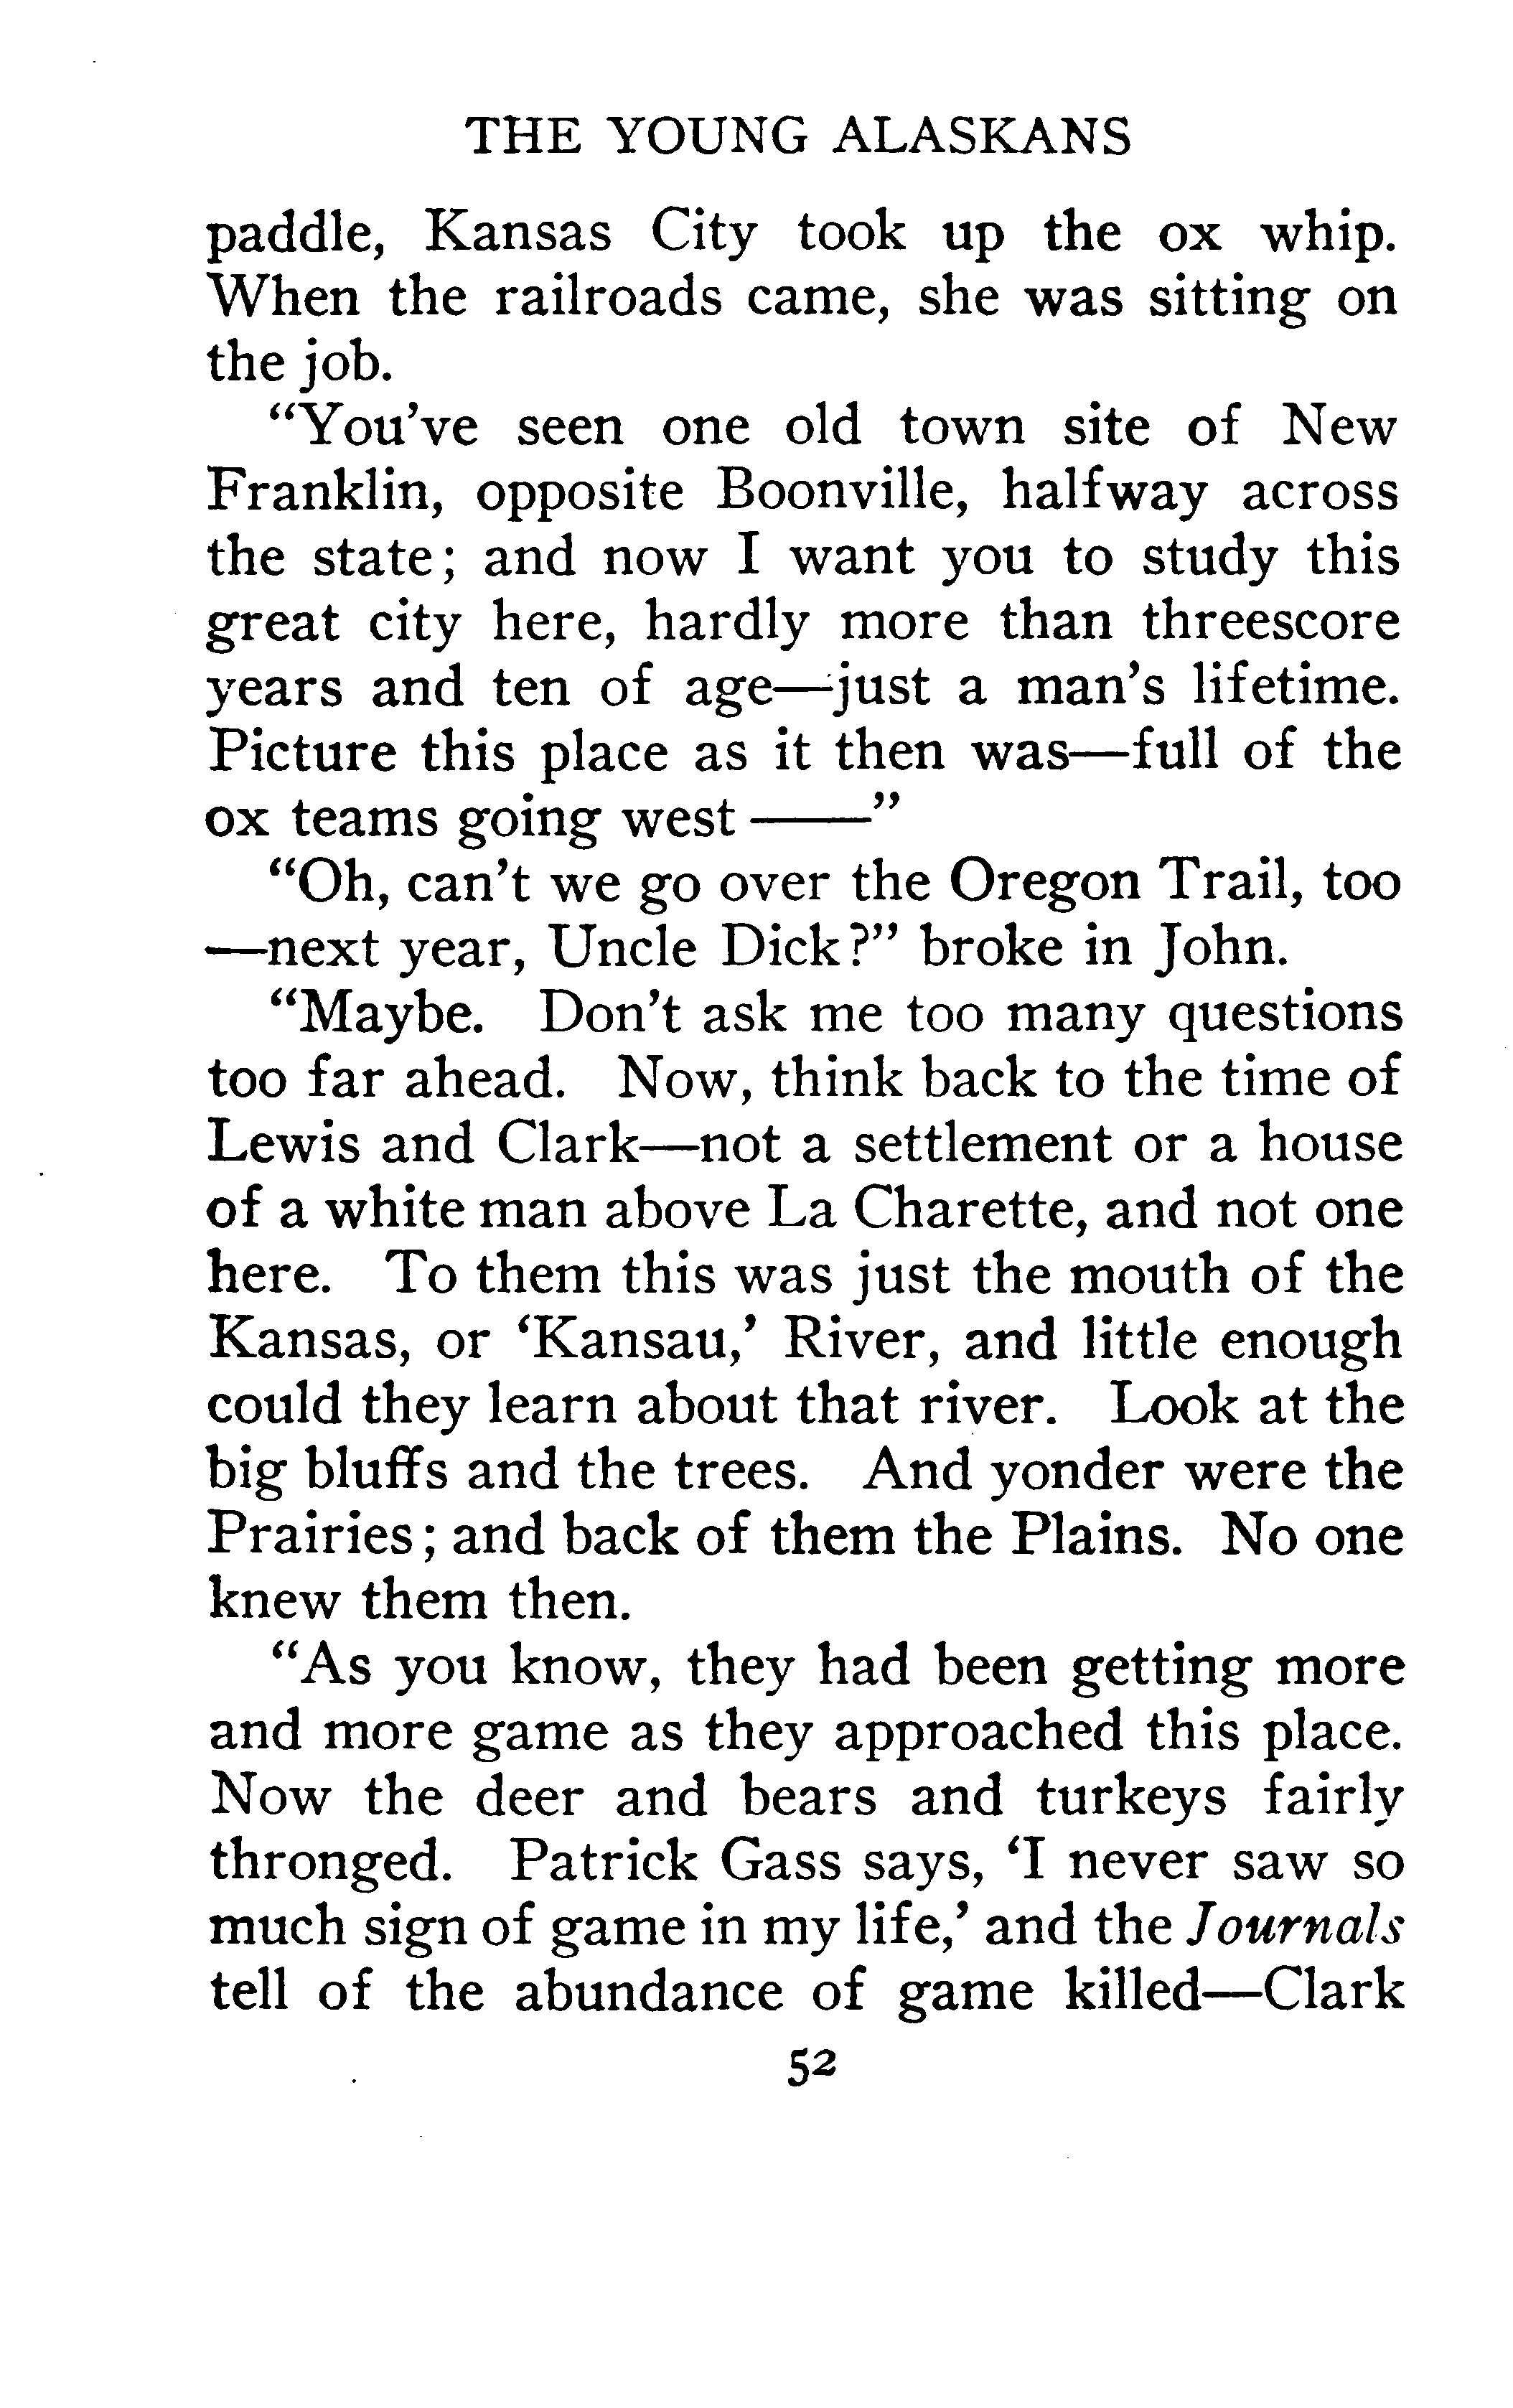 THE YOUNG ALASKANS
paddle, Kansas City took up the ox whip.
When the railroads came, she was sitting on
the job.
“You’ve seen one old town site of New
Franklin, opposite Boonville, halfway across
the state; and now I want you to study this
great city here, hardly more than threescore
years and ten of age—just a man’s lifetime.
Picture this place as it then was—full of the
ox teams going west ——”
“Oh, can’t we go over the Oregon Trail, too
—next year, Uncle Dick?” broke in John.
“Maybe. Don’t ask me too many questions
too far ahead. Now, think back to the time of
Lewis and Clark—not a settlement or a house
of a white man above La Charette, and not one
here. To them this was just the mouth of the
Kansas, or ‘Kansau,’ River, and little enough
could they learn about that river. Look at the
big bluffs and the trees. And yonder were the
Prairies; and back of them the Plains. No one
knew them then.
“As you know, they had been getting more
and more game as they approached this place.
Now the deer and bears and turkeys fairly
thronged. Patrick Gass says, ‘I never saw so
much sign of game in my life,’ and the Journals
tell of the abundance of game killed—Clark
52